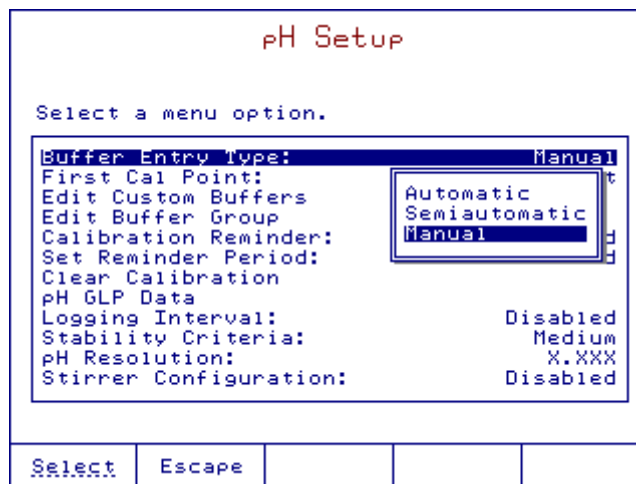 pH Setup
Select a menu option.
Buffer Entry Type: Manual
First Cal Point:
Edit Custom Buffers
Automatic
Edit Buffer Group
Semiautomatic
Calibration Reminder:
Manual
Set Reminder Period:
Clear Calibration
pH GLP Data
Logging Interval: Disabled
Stability Criteria: Medium
pH Resolution: X.XXX
Stirrer Configuration: Disabled
Select Escape